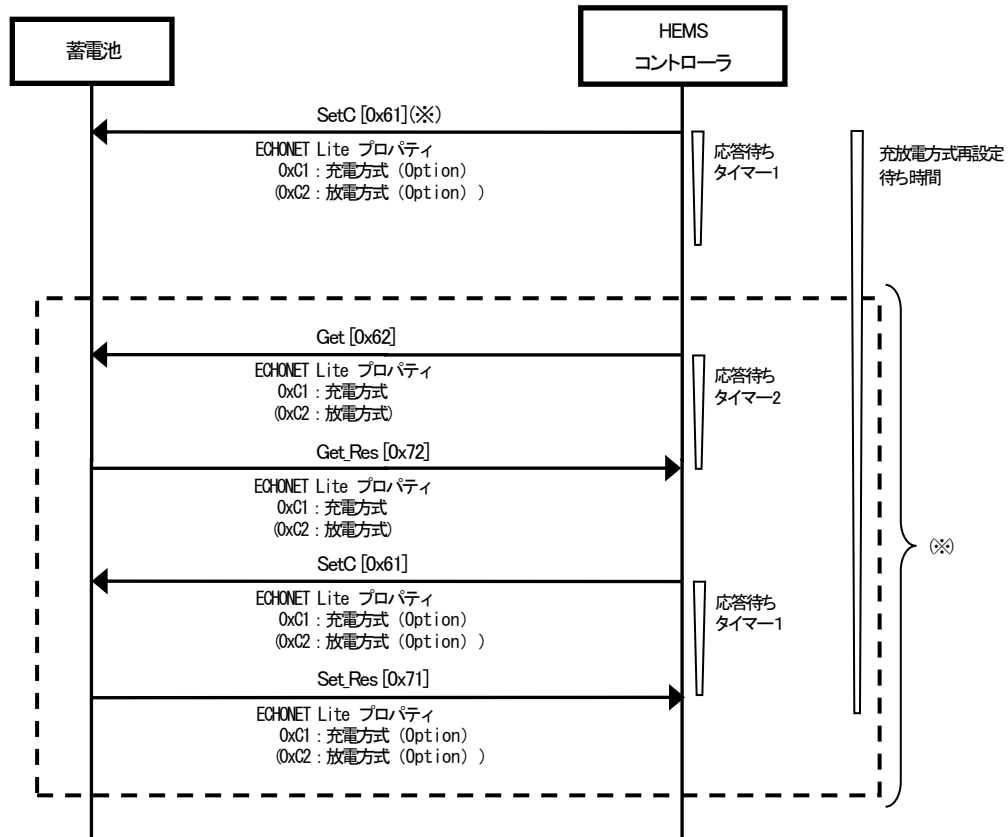 蓄電池
HEMS
コントローラ
SetC [0x61](※)
ECHONET Lite プロパティ
0xC1：充電方式（Option）
(0xC2：放電方式（Option）)
応答待ち
タイマー1
充放電方式再設定
待ち時間
Get [0x62]
ECHONET Lite プロパティ
0xC1：充電方式
(0xC2：放電方式)
応答待ち
タイマー2
Get_Res [0x72]
ECHONET Lite プロパティ
0xC1：充電方式
(0xC2：放電方式)
(※)
SetC [0x61]
ECHONET Lite プロパティ
0xC1：充電方式（Option）
(0xC2：放電方式（Option）)
応答待ち
タイマー1
Set_Res [0x71]
ECHONET Lite プロパティ
0xC1：充電方式（Option）
(0xC2：放電方式（Option）)